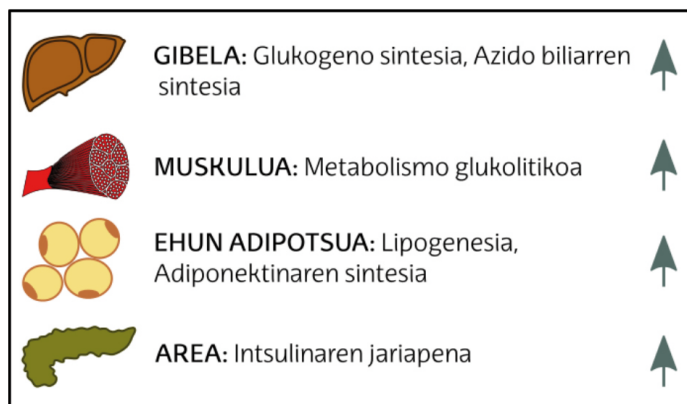 GIBELA: Glukogeno sintesia, Azido biliarren
sintesia
MUSKULUA: Metabolismo glukolitikoa
EHUN ADIPOTSUA: Lipogenesia,
Adiponektinaren sintesia
AREA: Intsulinaren jariapena